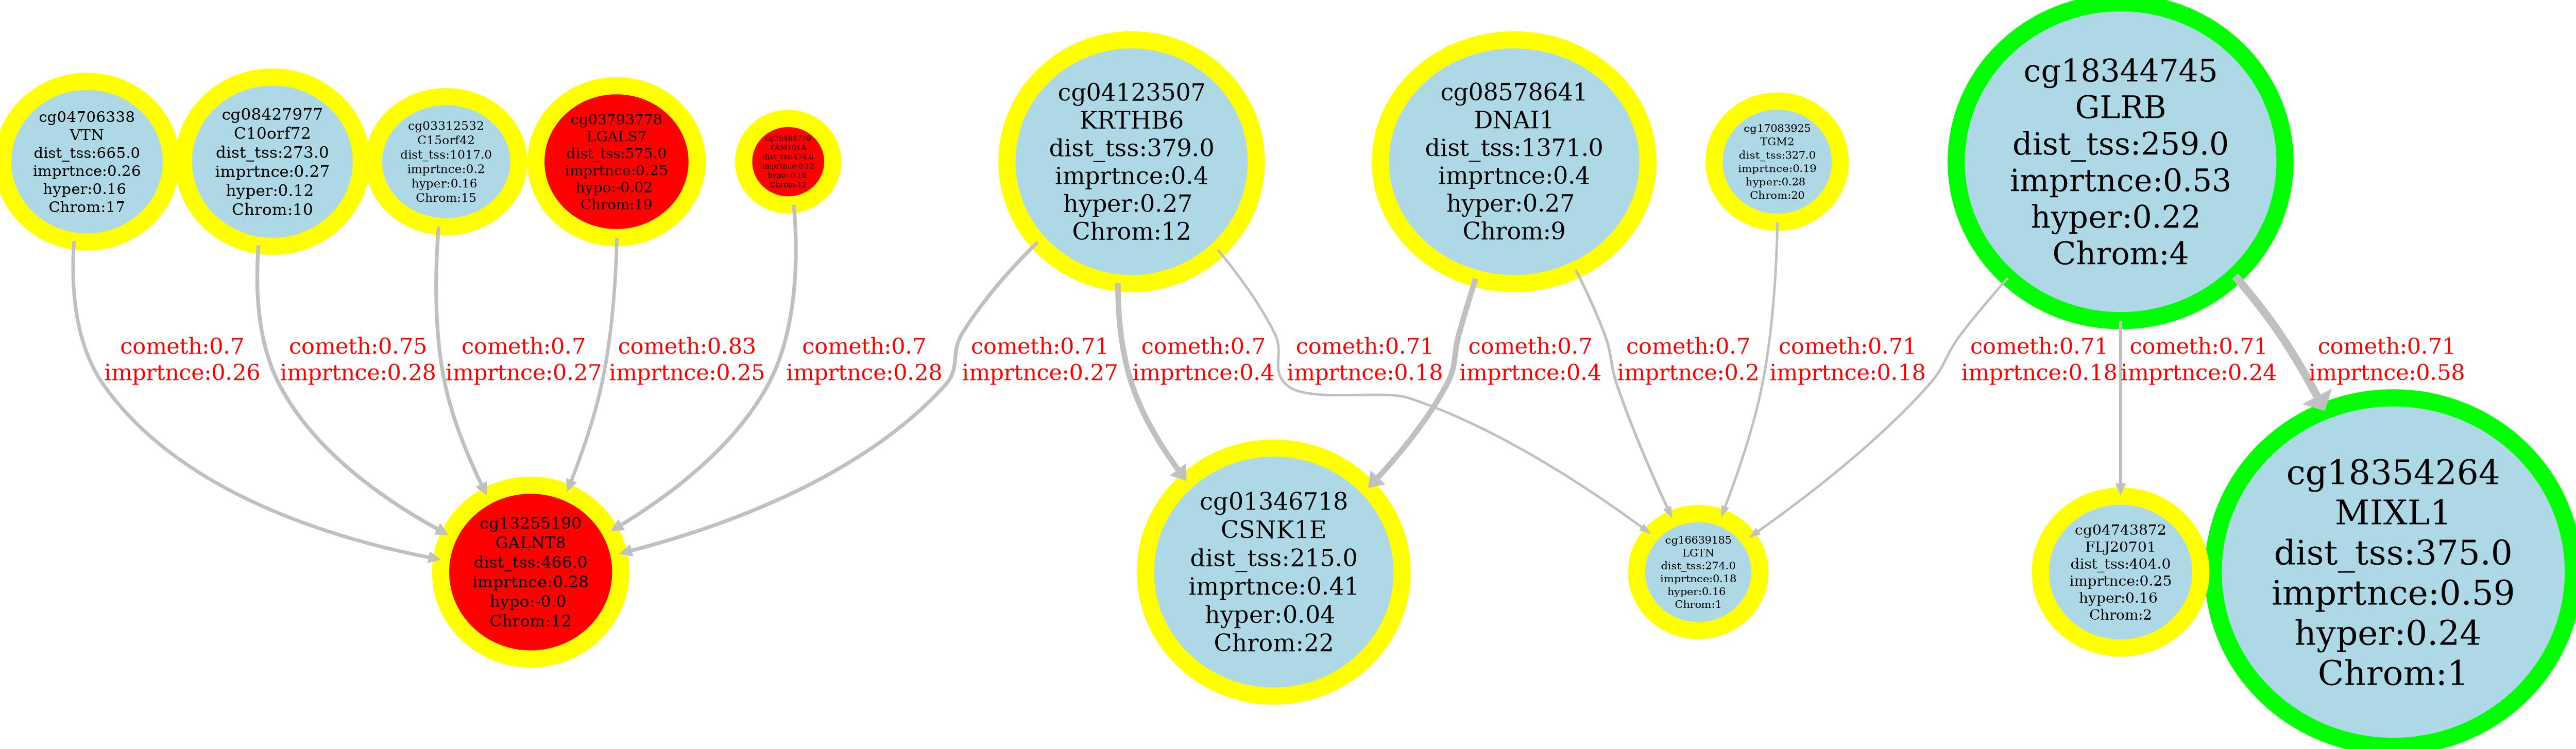 cg04706338
VTN
dist_tss:665.0
imprtnce:0.26
hyper:0.16
Chrom:17
cg08427977
C10orf72
dist_tss:273.0
imprtnce:0.27
hyper:0.12
Chrom:10
cg03312532
C15orf42
dist_tss:1017.0
imprtnce:0.2
hyper:0.16
Chrom:15
cg03793778
LGALS7
dist_tss:575.0
imprtnce:0.25
hypo:-0.02
Chrom:19
FAM101A
dist_tss:474.0
imprtnce:0.12
hypo:-0.16
Chrom:12
cg04123507
KRTHB6
dist_tss:379.0
imprtnce:0.4
hyper:0.27
Chrom:12
cg08578641
DNAI1
dist_tss:1371.0
imprtnce:0.4
hyper:0.27
Chrom:9
cg17083925
TGM2
dist_tss:327.0
imprtnce:0.19
hyper:0.28
Chrom:20
cg18344745
GLRB
dist_tss:259.0
imprtnce:0.53
hyper:0.22
Chrom:4
cometh:0.7
imprtnce:0.26
cometh:0.75
imprtnce:0.28
cometh:0.7
imprtnce:0.27
cometh:0.83
imprtnce:0.25
cometh:0.7
imprtnce:0.28
cometh:0.71
imprtnce:0.27
cometh:0.7
imprtnce:0.4
cometh:0.71
imprtnce:0.18
cometh:0.7
imprtnce:0.4
cometh:0.7
imprtnce:0.2
cometh:0.71
imprtnce:0.18
cometh:0.71
imprtnce:0.18
cometh:0.71
imprtnce:0.24
cometh:0.71
imprtnce:0.58
cg13255190
GALNT8
dist_tss:466.0
imprtnce:0.28
hypo:-0.0
Chrom:12
cg01346718
CSNK1E
dist_tss:215.0
imprtnce:0.41
hyper:0.04
Chrom:22
cg16639185
LGTN
dist_tss:274.0
imprtnce:0.18
hyper:0.16
Chrom:1
cg04743872
FLJ20701
dist_tss:404.0
imprtnce:0.25
hyper:0.16
Chrom:2
cg18354264
MIXL1
dist_tss:375.0
imprtnce:0.59
hyper:0.24
Chrom:1